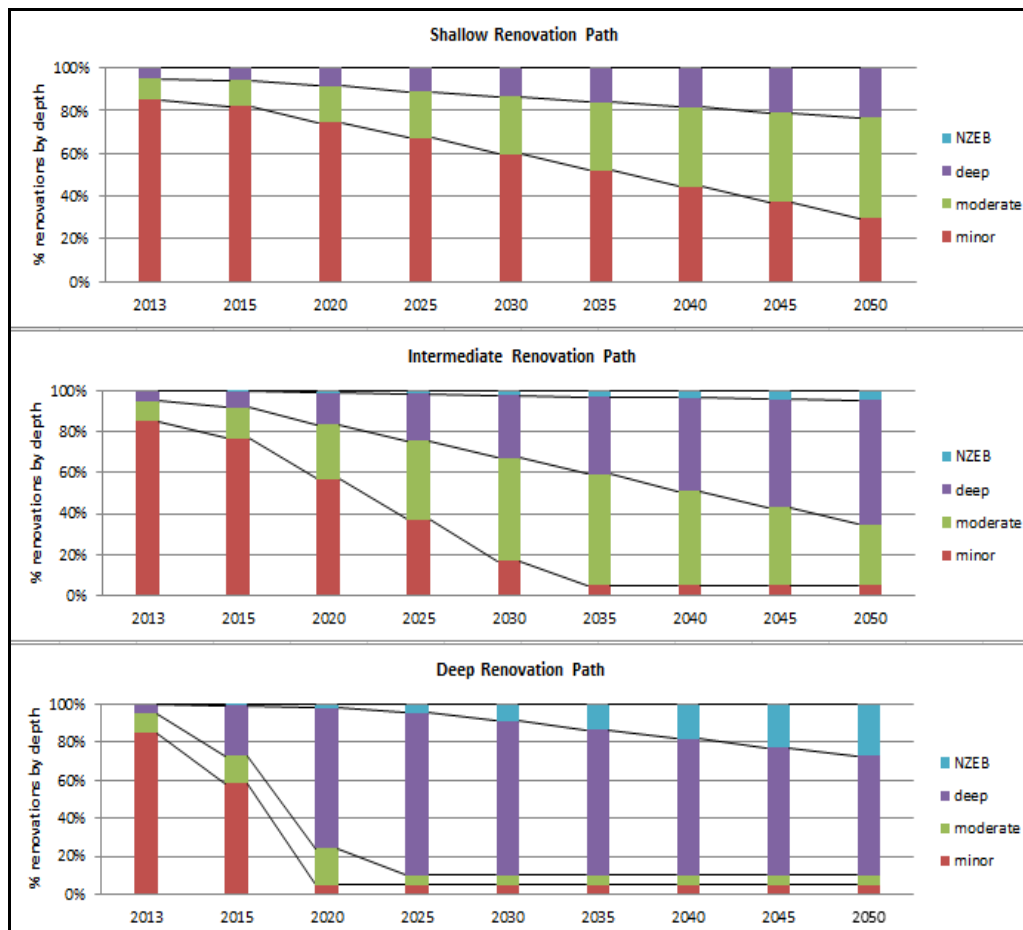 Shallow Renovation Path
% renovations by depth
100%
80%
60%
40%
20%
0%
2013 2015 2020 2025 2030 2035 2040 2045 2050
NZEB
deep
moderate
minor
Intermediate Renovation Path
% renovations by depth
100%
80%
60%
40%
20%
0%
2013 2015 2020 2025 2030 2035 2040 2045 2050
NZEB
deep
moderate
minor
Deep Renovation Path
% renovations by depth
100%
80%
60%
40%
20%
0%
2013 2015 2020 2025 2030 2035 2040 2045 2050
NZEB
deep
moderate
minor